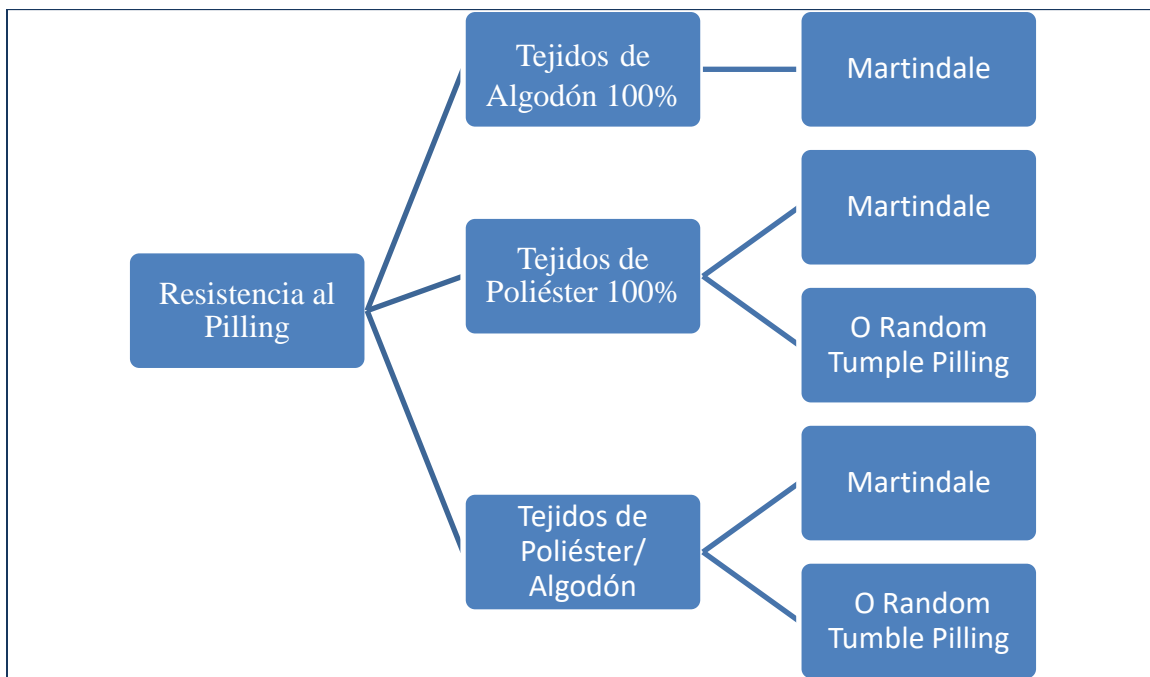 Resistencia al
Pilling
Tejidos de
Algodón 100%
Martindale
Tejidos de
Poliéster 100%
Martindale
O Random
Tumple Pilling
Tejidos de
Poliéster/
Algodón
Martindale
O Random
Tumble Pilling